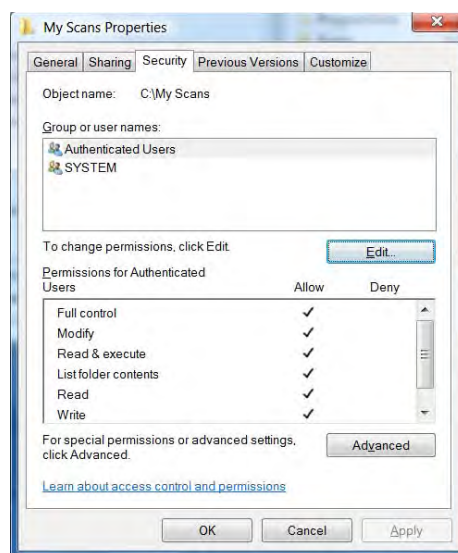 My Scans Properties
General Sharing Security Previous Versions Customize
Object name: C:\My Scans
Group or user names:
Authenticated Users
SYSTEM
To change permissions, click Edit.
Edit...
Permissions for Authenticated
Users Allow Deny
Full control
Modify
Read & execute
List folder contents
Read
Write
For special permissions or advanced settings,
click Advanced.
Advanced
Learn about access control and permissions
OK Cancel Apply